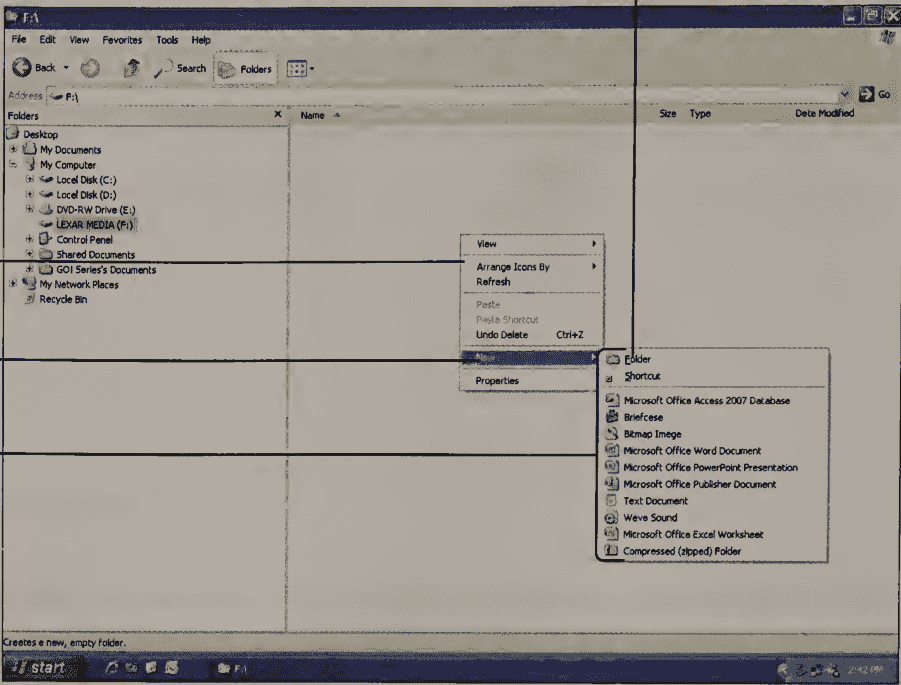 F:\
File Edit View Favorites Tools Help
Back Search Folders
Address F:\ Go
Folders x Name Size Type Date Modified
Desktop
My Documents
My Computer
Local Disk (C:)
Local Disk (D:)
DVD-RW Drive (E:)
LEXAR MEDIA (F:)
Control Panel
Shared Documents
GO! Series's Documents
My Network Places
Recycle Bin
View
Arrange Icons By
Refresh
Paste
Paste Shortcut
Undo Delete Ctrl+Z
New
Properties
Folder
Shortcut
Microsoft Office Access 2007 Database
Briefcase
Bitmap Image
Microsoft Office Word Document
Microsoft Office PowerPoint Presentation
Microsoft Office Publisher Document
Text Document
Wave Sound
Microsoft Office Excel Worksheet
Compressed (zipped) Folder
Creates a new, empty folder.
start F:\ 2:42 PM